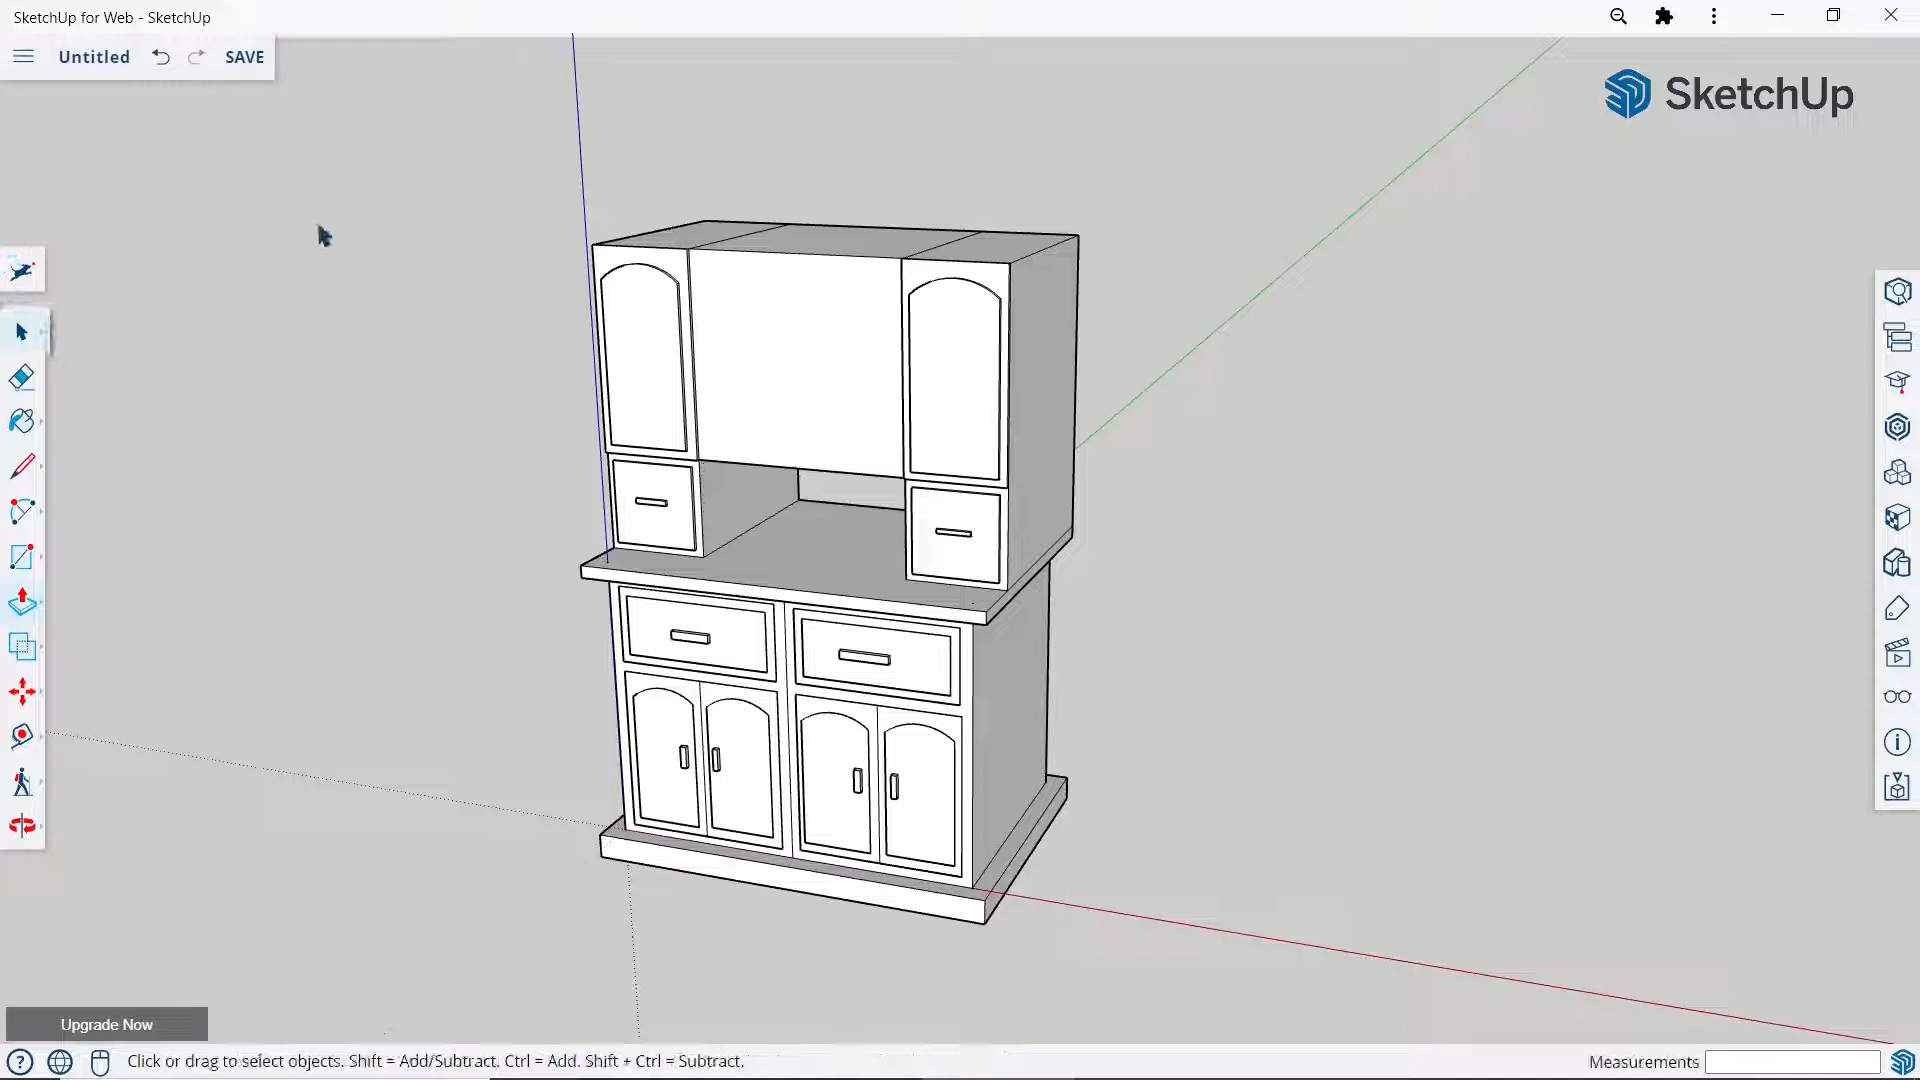 SketchUp for Web - SketchUp
Untitled
SAVE
SketchUp
Upgrade Now
Click or drag to select objects. Shift = Add/Subtract. Ctrl = Add. Shift + Ctrl = Subtract.
Measurements